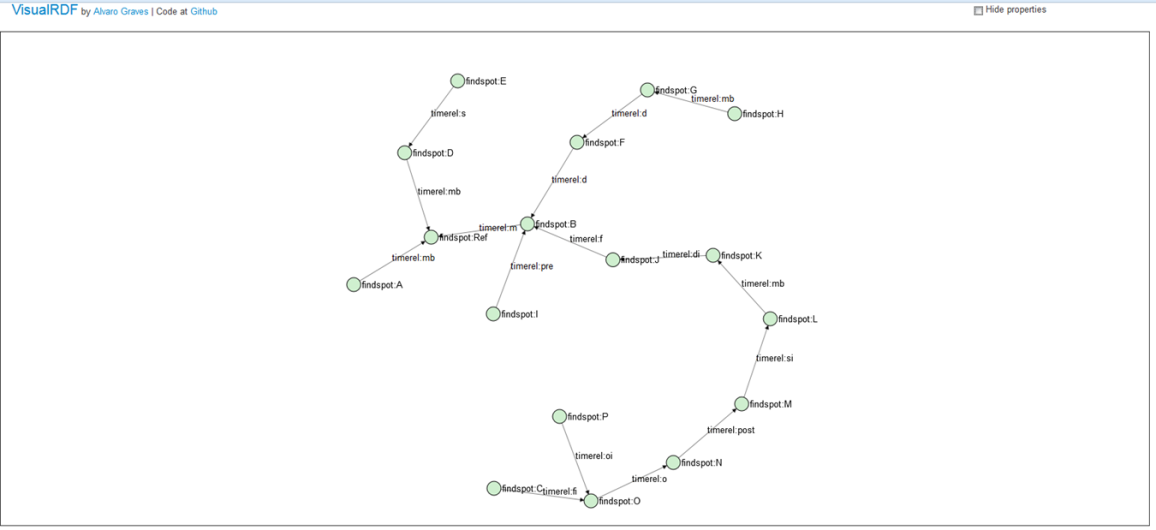 VisualRDF by Alvaro Graves | Code at Github
Hide properties
findspot:E
findspot:G
timerel:mb
timerel:s
timerel:d
findspot:H
findspot:F
findspot:D
timerel:d
timerel:mb
findspot:B
timerel:m
findspot:Ref
timerel:f
timerel:mb
findspot:J
timerel:di
findspot:K
timerel:pre
findspot:A
timerel:mb
findspot:I
findspot:L
timerel:si
findspot:M
findspot:P
timerel:post
timerel:oi
findspot:N
timerel:o
findspot:C
timerel:fi
findspot:O